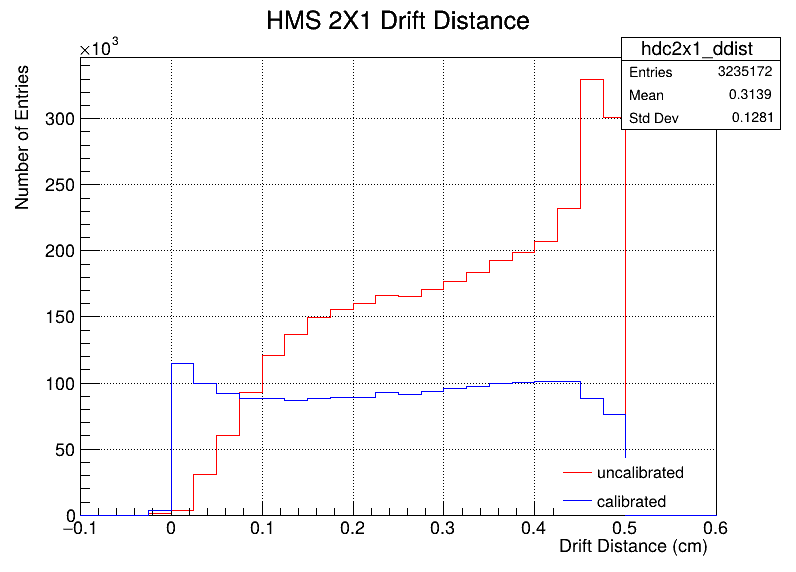 HMS 2X1 Drift Distance
×10³
hdc2x1_ddist
Entries 3235172
Mean 0.3139
Std Dev 0.1281
Number of Entries
300
250
200
150
100
50
0
uncalibrated
calibrated
−0.1 0 0.1 0.2 0.3 0.4 0.5 0.6
Drift Distance (cm)